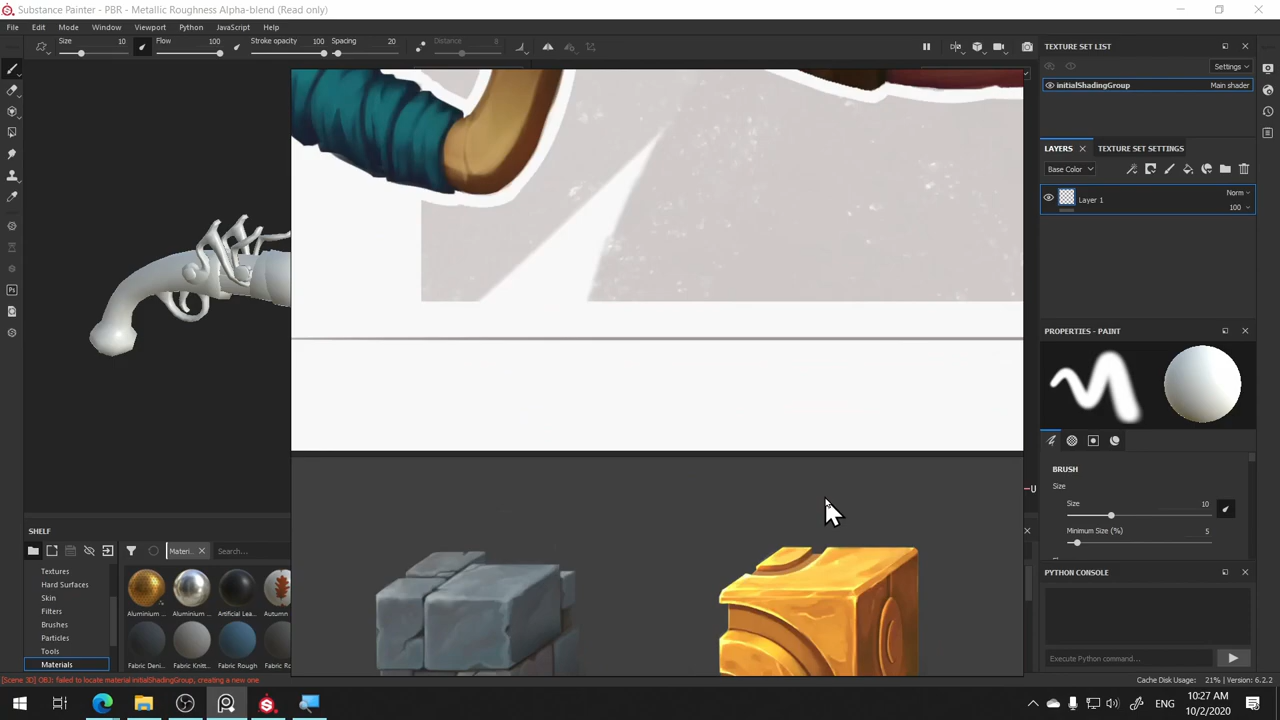 Substance Painter - PBR - Metallic Roughness Alpha-blend (Read only)
File Edit Mode Window Viewport Python JavaScript Help
Size 10 Flow 100 Stroke opacity 100 Spacing 20 Distance 8
TEXTURE SET LIST
Settings
initialShadingGroup Main shader
LAYERS TEXTURE SET SETTINGS
Base Color
Layer 1 Norm
100
PROPERTIES - PAINT
BRUSH
Size
Size 10
Minimum Size (%) 5
U
SHELF
Materi... Search...
Textures
Hard Surfaces
Skin
Filters
Brushes
Particles
Tools
Materials
Aluminium ... Aluminium ... Artificial Lea... Autumn
Fabric Deni... Fabric Knitt... Fabric Rough Fabric Ro
PYTHON CONSOLE
Execute Python command...
[Scene 3D] OBJ: failed to locate material initialShadingGroup, creating a new one
Cache Disk Usage: 21% | Version: 6.2.2
ENG
10:27 AM
10/2/2020